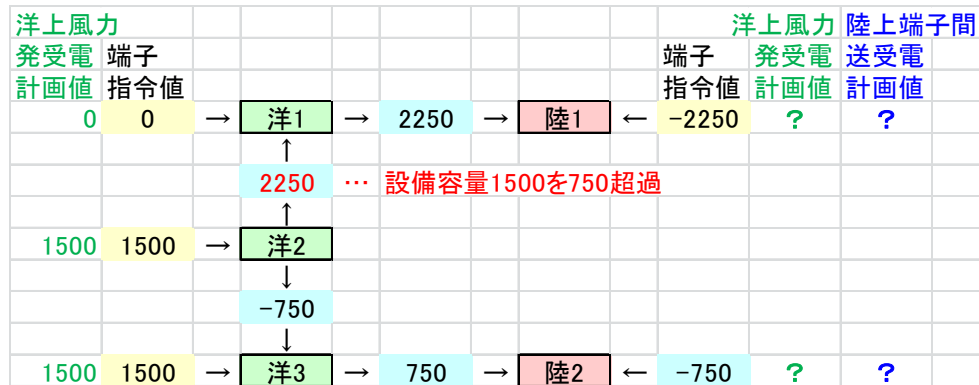 洋上風力 洋上風力 陸上端子間
発受電 端子 端子 発受電 送受電
計画値 指令値 指令値 計画値 計画値
0 0 → 洋1 → 2250 → 陸1 ← -2250 ? ?
↑
2250 … 設備容量1500を750超過
↑
1500 1500 → 洋2
↓
-750
↓
1500 1500 → 洋3 → 750 → 陸2 ← -750 ? ?